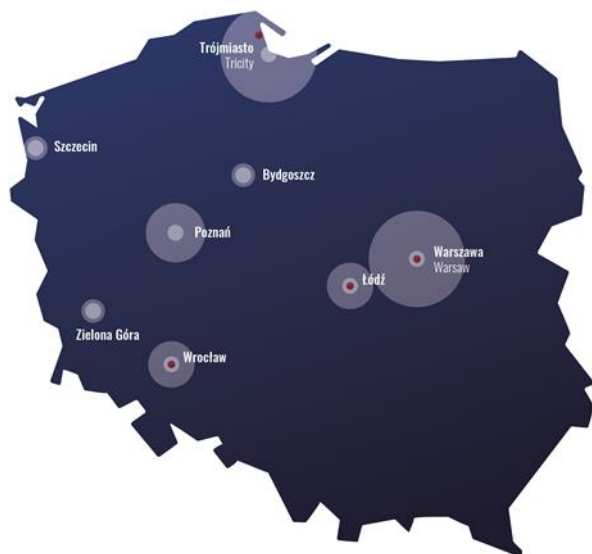 Trójmiasto
Tricity
Szczecin
Bydgoszcz
Poznań
Warszawa
Warsaw
Łódź
Zielona Góra
Wrocław